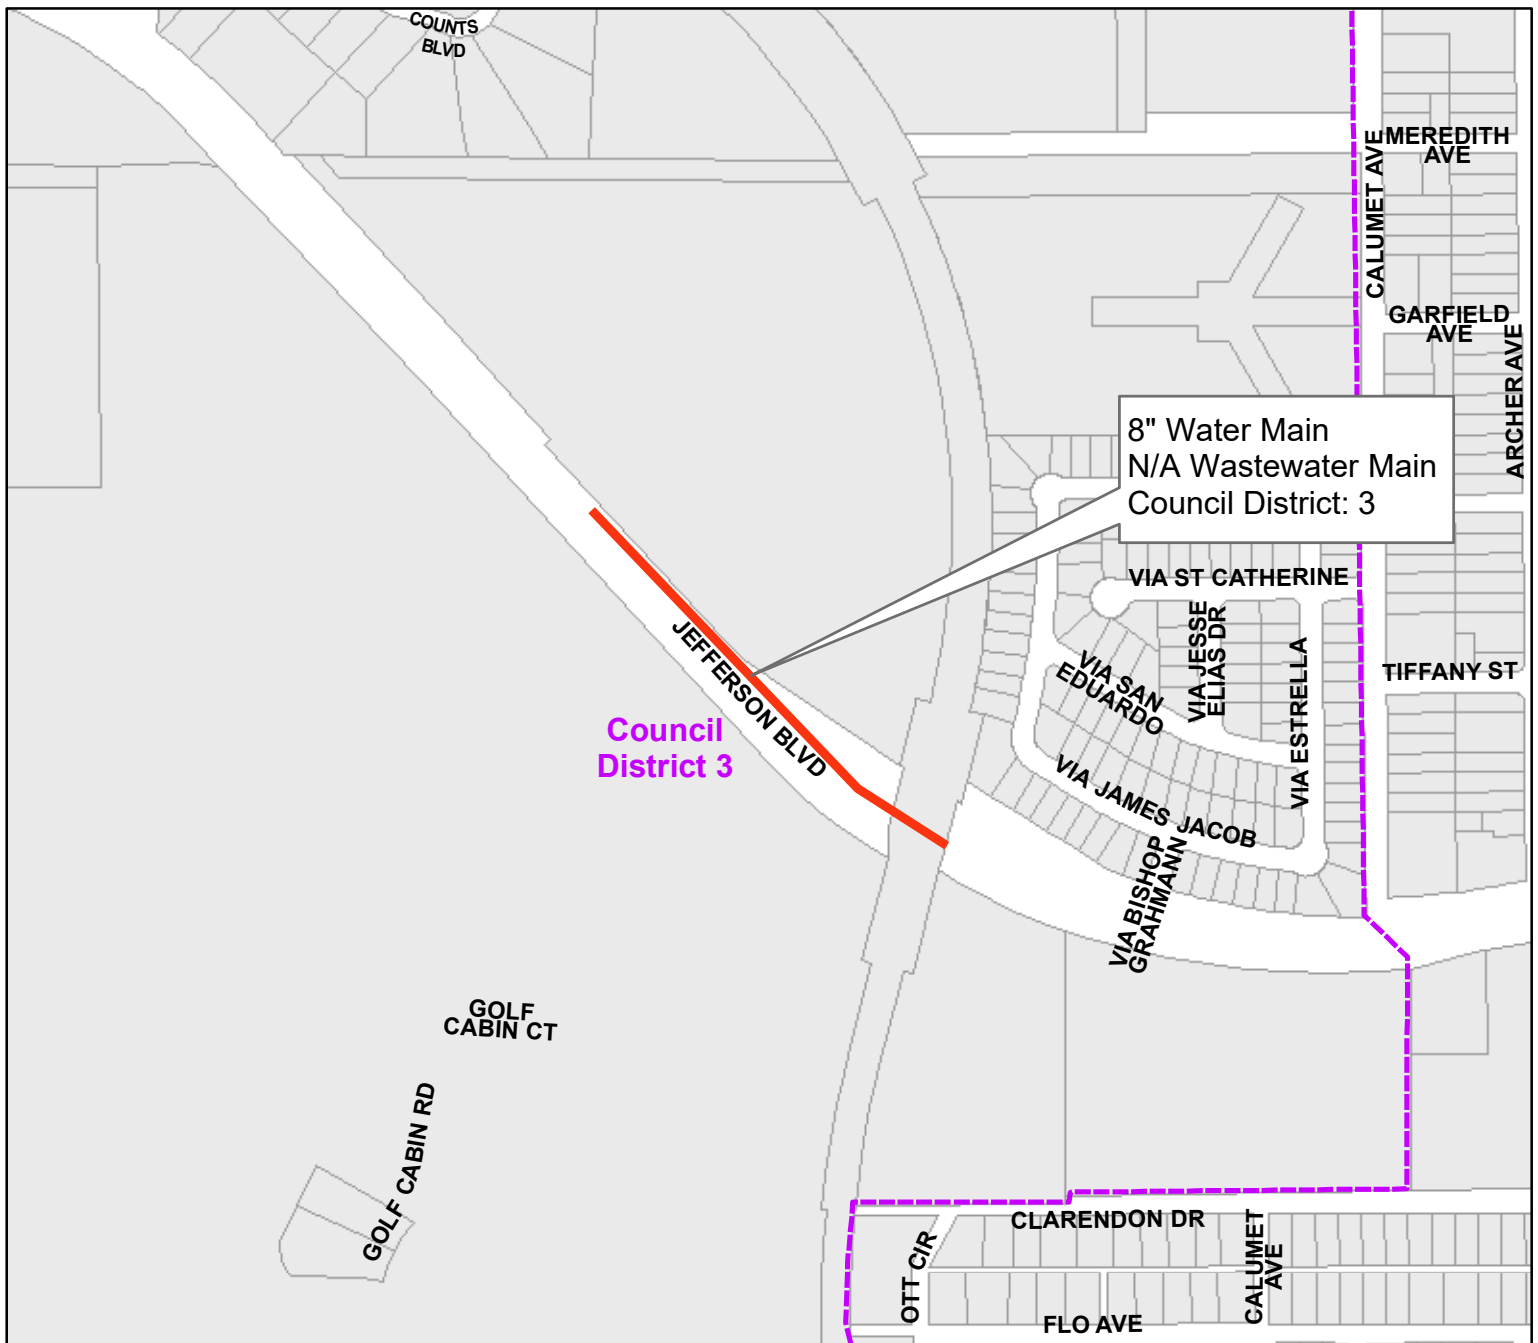 COUNTS
BLVD
MEREDITH
AVE
CALUMET AVE
GARFIELD
AVE
ARCHER AVE
8" Water Main
N/A Wastewater Main
Council District: 3
VIA ST CATHERINE
VIA JESSE
ELIAS DR
VIA SAN
EDUARDO
VIA ESTRELLA
TIFFANY ST
JEFFERSON BLVD
Council
District 3
VIA JAMES JACOB
VIA BISHOP
GRAHMANN
GOLF
CABIN CT
GOLF CABIN RD
CLARENDON DR
OTT CIR
CALUMET
AVE
FLO AVE